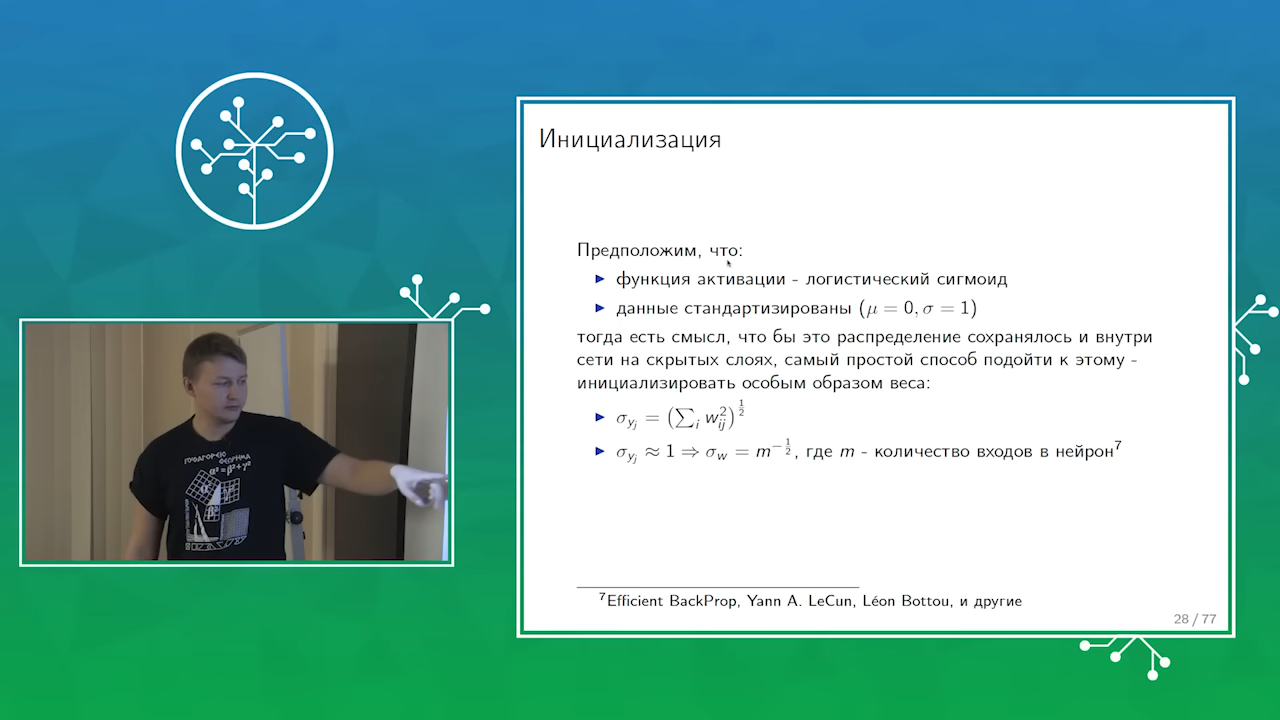 Инициализация
Предположим, что:
функция активации - логистический сигмоид
данные стандартизированы (μ = 0, σ = 1)
тогда есть смысл, что бы это распределение сохранялось и внутри
сети на скрытых слоях, самый простой способ подойти к этому -
инициализировать особым образом веса:
σ_{y_j} = (∑_i w_{ij}^2)^{1/2}
σ_{y_j} ≈ 1 ⇒ σ_w = m^{-1/2}, где m - количество входов в нейрон⁷
⁷Efficient BackProp, Yann A. LeCun, Léon Bottou, и другие
28 / 77
α² = β² + γ²